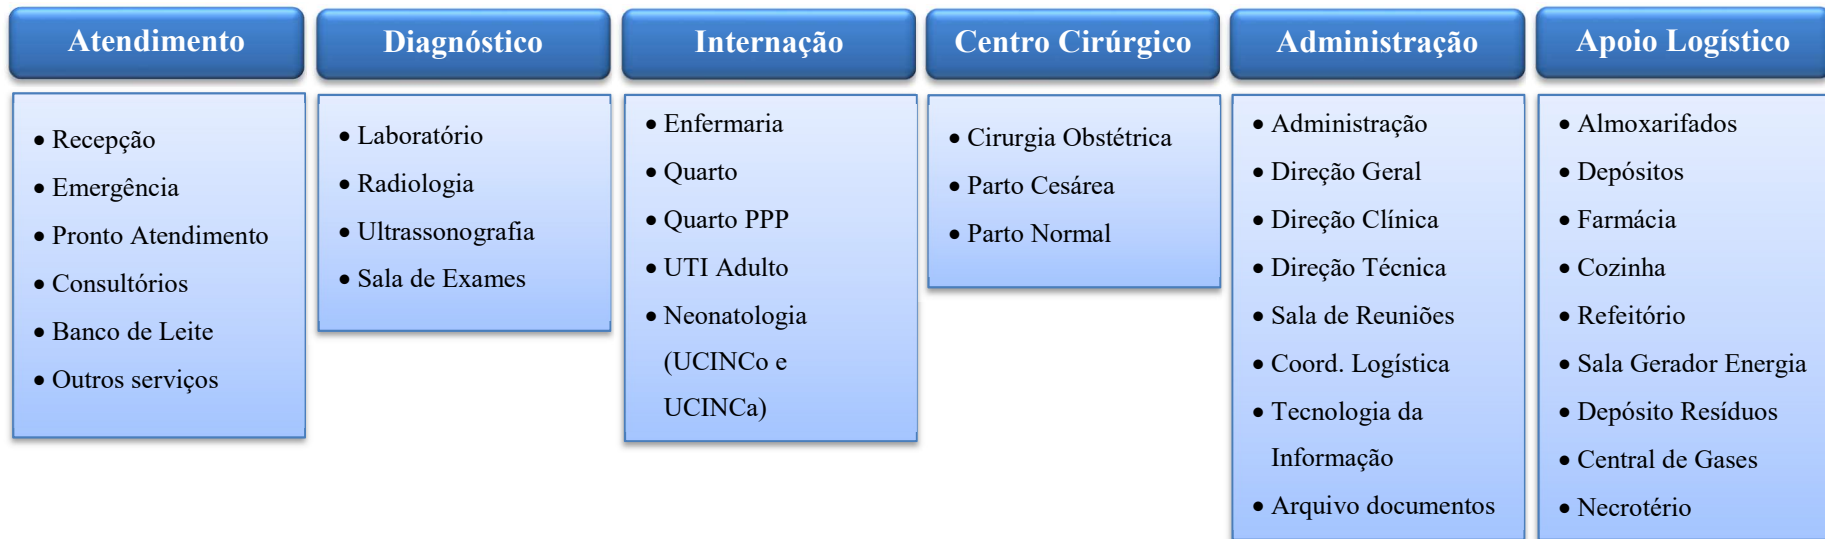 Atendimento
• Recepção
• Emergência
• Pronto Atendimento
• Consultórios
• Banco de Leite
• Outros serviços
Diagnóstico
• Laboratório
• Radiologia
• Ultrassonografia
• Sala de Exames
Internação
• Enfermaria
• Quarto
• Quarto PPP
• UTI Adulto
• Neonatologia
(UCINCo e
UCINCa)
Centro Cirúrgico
• Cirurgia Obstétrica
• Parto Cesárea
• Parto Normal
Administração
• Administração
• Direção Geral
• Direção Clínica
• Direção Técnica
• Sala de Reuniões
• Coord. Logística
• Tecnologia da
Informação
• Arquivo documentos
Apoio Logístico
• Almoxarifados
• Depósitos
• Farmácia
• Cozinha
• Refeitório
• Sala Gerador Energia
• Depósito Resíduos
• Central de Gases
• Necrotério